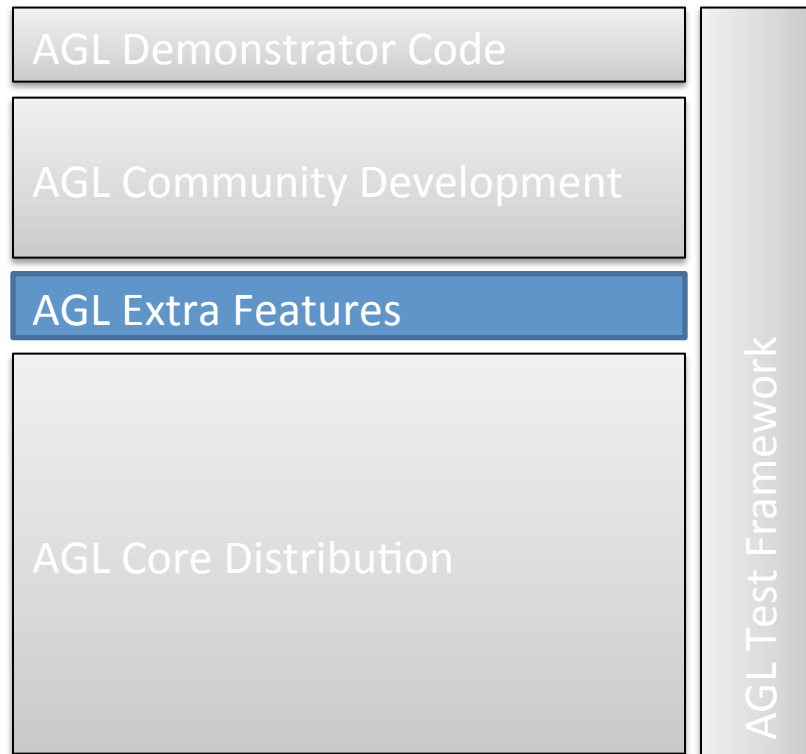 AGL Demonstrator Code
AGL Community Development
AGL Extra Features
AGL Core Distribution
AGL Test Framework